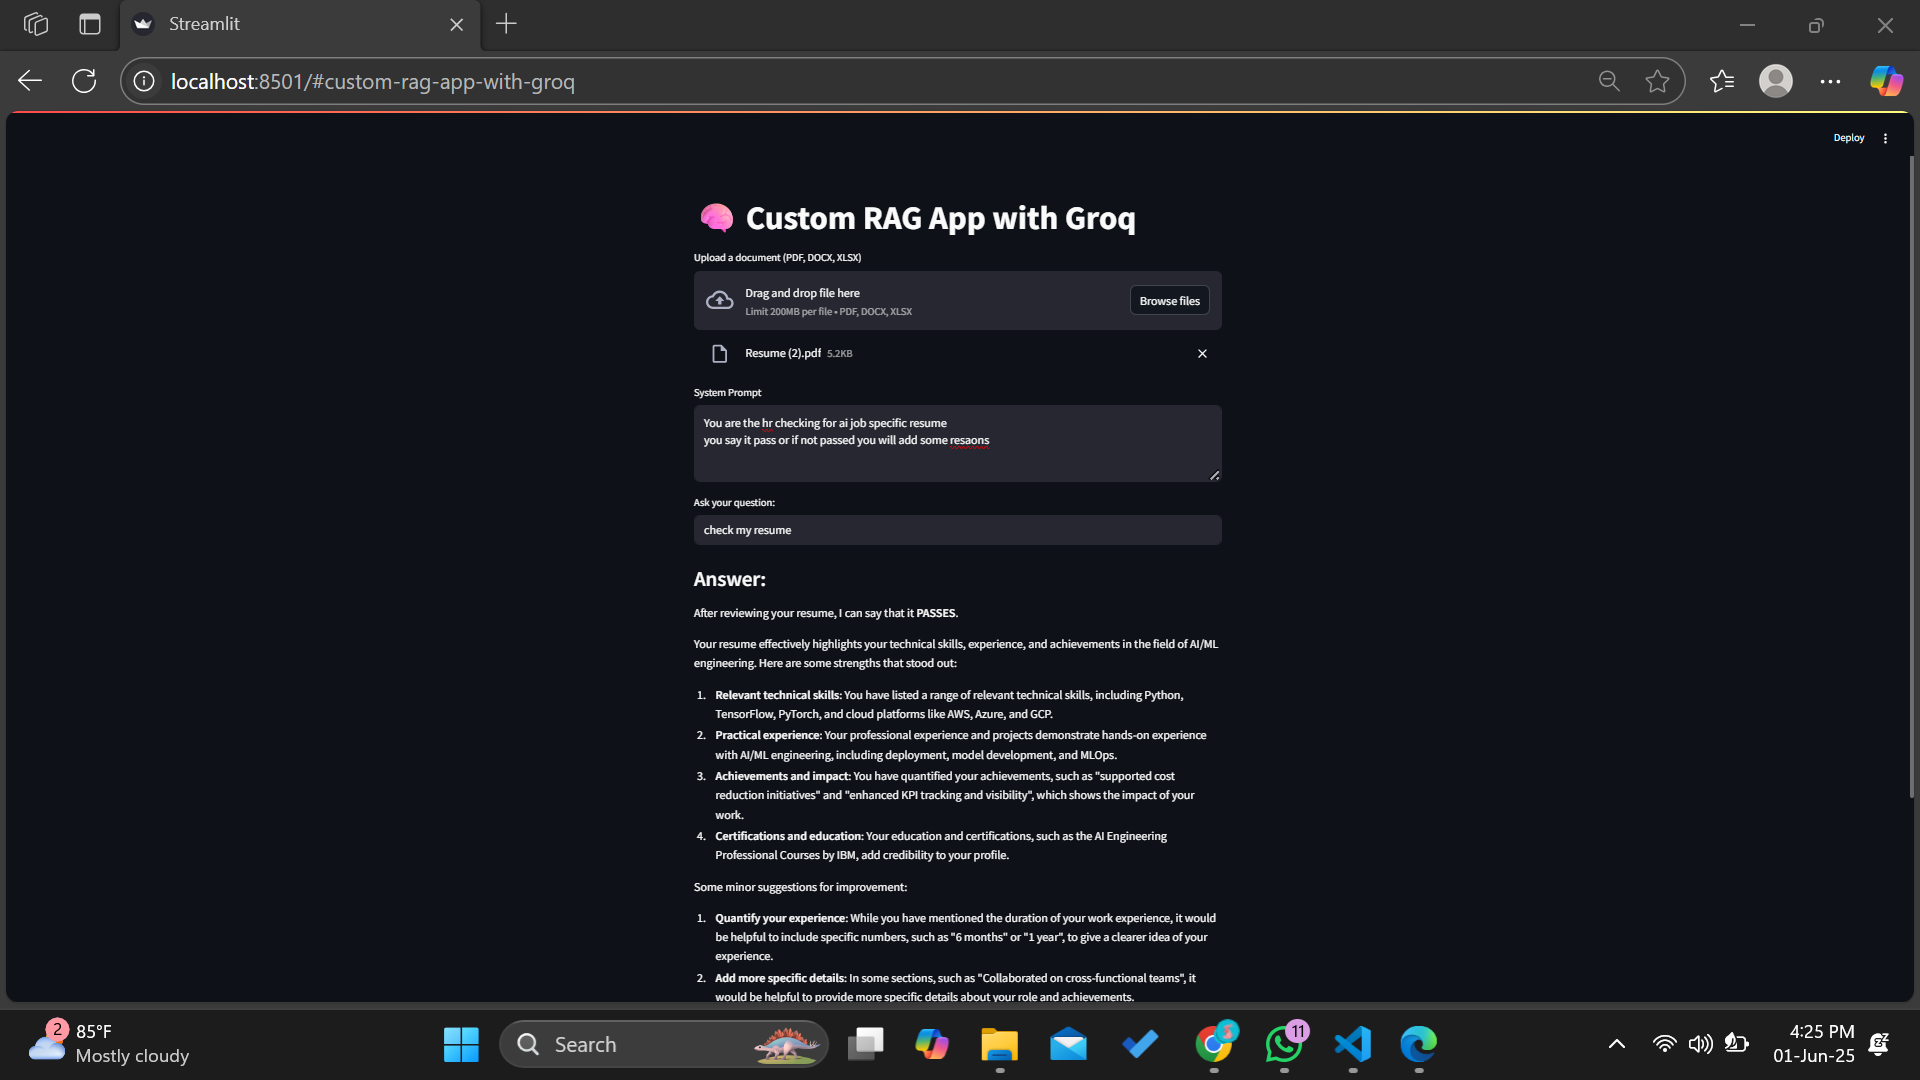 Streamlit
localhost:8501/#custom-rag-app-with-groq
Deploy
Custom RAG App with Groq
Upload a document (PDF, DOCX, XLSX)
Drag and drop file here
Limit 200MB per file • PDF, DOCX, XLSX
Browse files
Resume (2).pdf 5.2KB
System Prompt
You are the hr checking for ai job specific resume
you say it pass or if not passed you will add some resaons
Ask your question:
check my resume
Answer:
After reviewing your resume, I can say that it PASSES.
Your resume effectively highlights your technical skills, experience, and achievements in the field of AI/ML
engineering. Here are some strengths that stood out:
1. Relevant technical skills: You have listed a range of relevant technical skills, including Python,
TensorFlow, PyTorch, and cloud platforms like AWS, Azure, and GCP.
2. Practical experience: Your professional experience and projects demonstrate hands-on experience
with AI/ML engineering, including deployment, model development, and MLOps.
3. Achievements and impact: You have quantified your achievements, such as "supported cost
reduction initiatives" and "enhanced KPI tracking and visibility", which shows the impact of your
work.
4. Certifications and education: Your education and certifications, such as the AI Engineering
Professional Courses by IBM, add credibility to your profile.
Some minor suggestions for improvement:
1. Quantify your experience: While you have mentioned the duration of your work experience, it would
be helpful to include specific numbers, such as "6 months" or "1 year", to give a clearer idea of your
experience.
2. Add more specific details: In some sections, such as "Collaborated on cross-functional teams", it
would be helpful to provide more specific details about your role and achievements.
2
85°F
Mostly cloudy
Search
5
11
4:25 PM
01-Jun-25